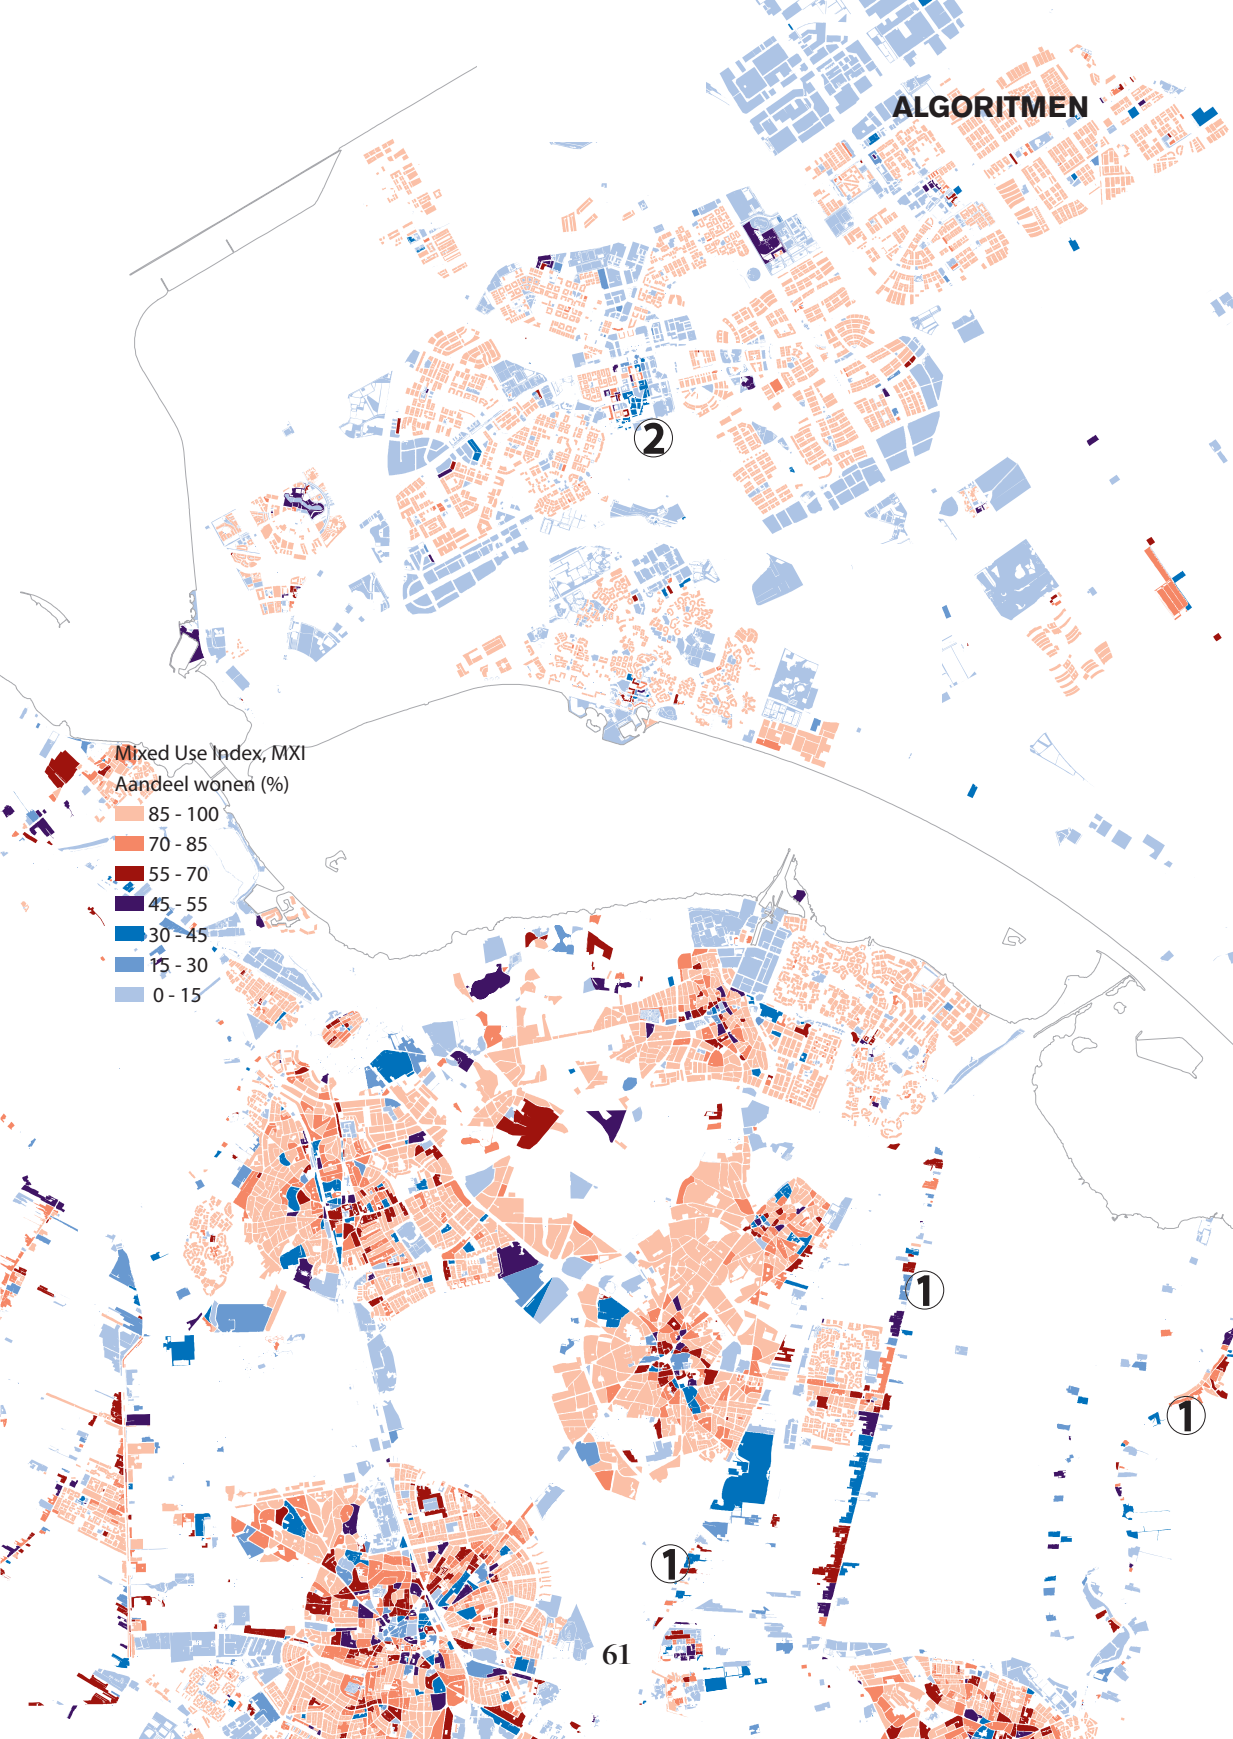 ALGORITMEN
2
Mixed Use Index, MXI
Aandeel wonen (%)
85 - 100
70 - 85
55 - 70
45 - 55
30 - 45
15 - 30
0 - 15
1
1
1
61